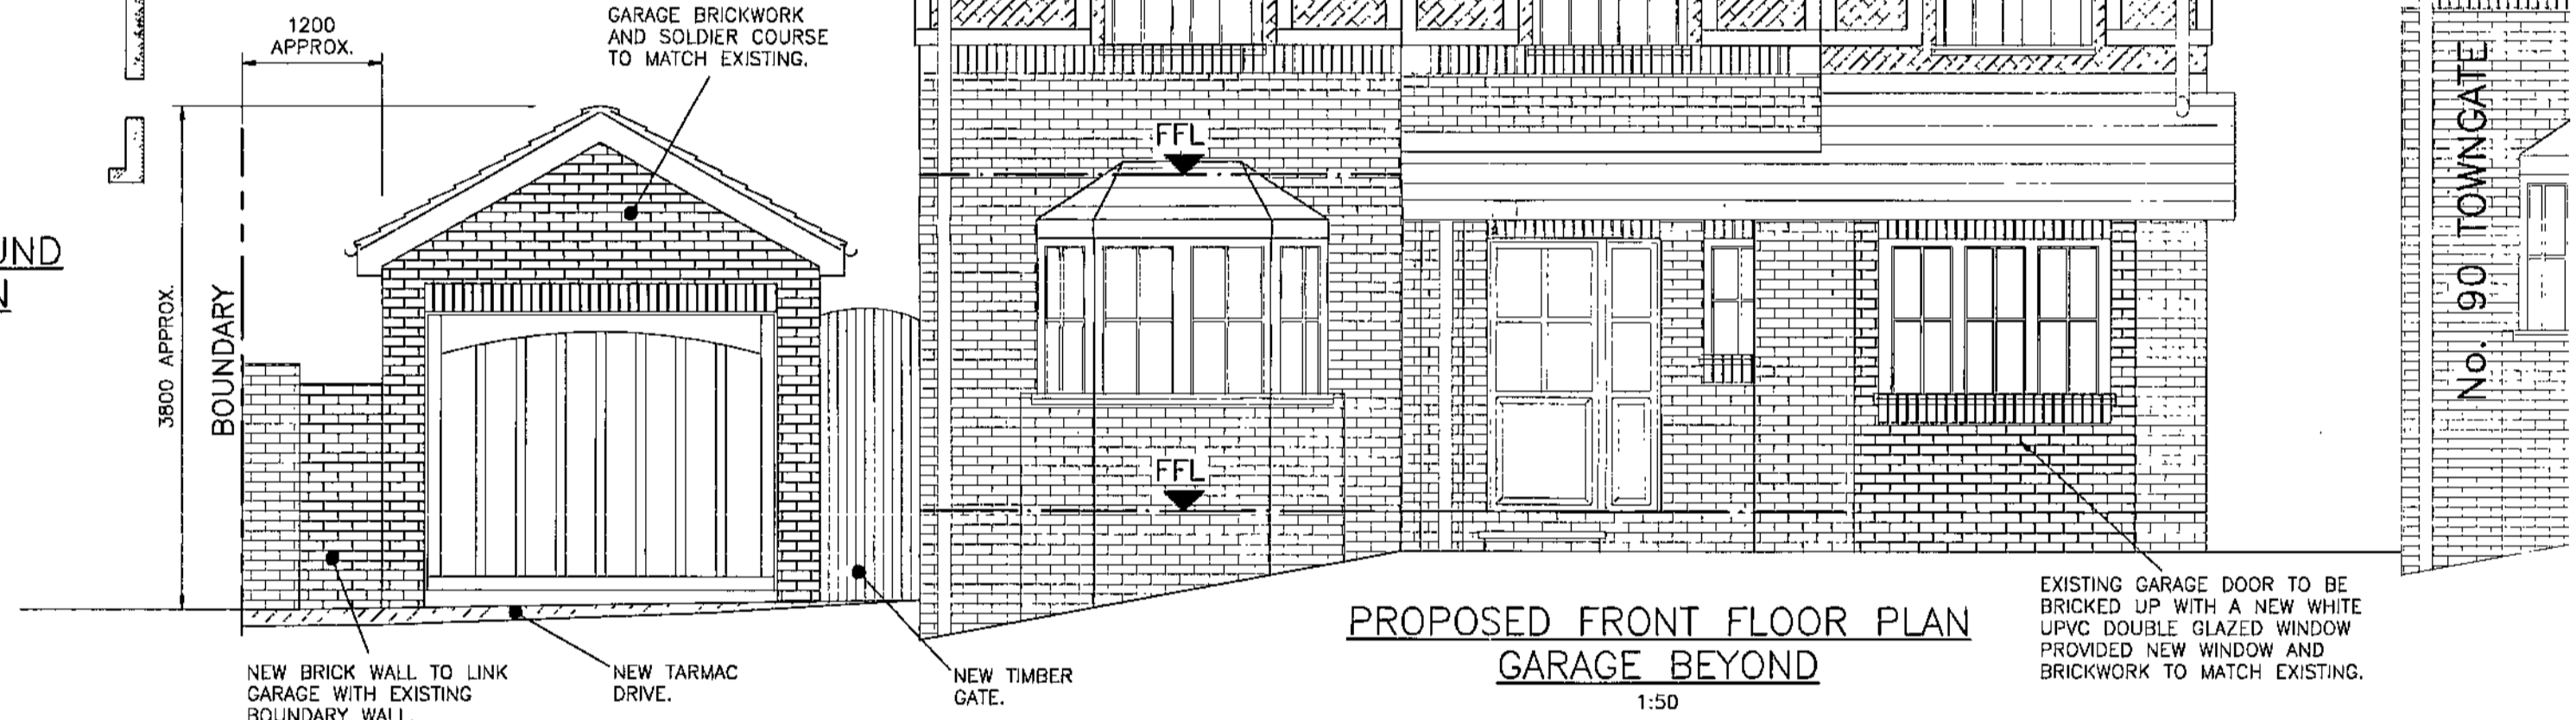 1200
APPROX.
GARAGE BRICKWORK
AND SOLDIER COURSE
TO MATCH EXISTING.
FFL
FFL
3800 APPROX.
BOUNDARY
No. 90 TOWNGATE
UND
NEW BRICK WALL TO LINK
GARAGE WITH EXISTING
BOUNDARY WALL.
NEW TARMAC
DRIVE.
NEW TIMBER
GATE.
PROPOSED FRONT FLOOR PLAN
GARAGE BEYOND
1:50
EXISTING GARAGE DOOR TO BE
BRICKED UP WITH A NEW WHITE
UPVC DOUBLE GLAZED WINDOW
PROVIDED NEW WINDOW AND
BRICKWORK TO MATCH EXISTING.